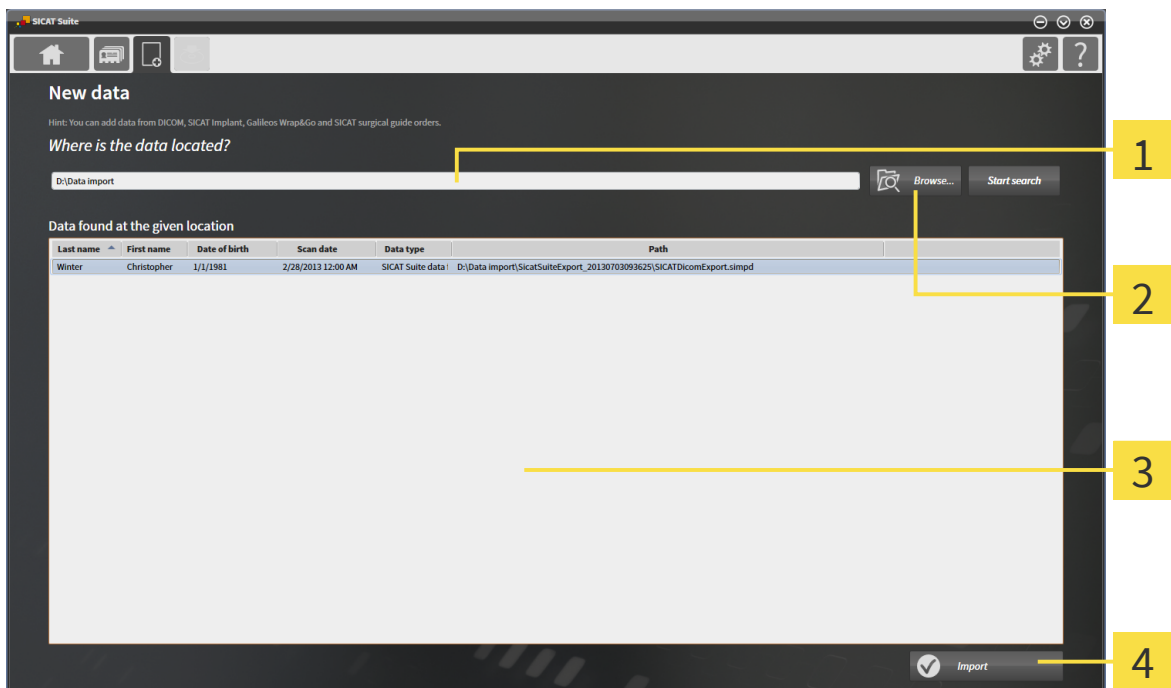 SICAT Suite
?
New data
Hint: You can add data from DICOM, SICAT Implant, Galileos Wrap&Go and SICAT surgical guide orders.
Where is the data located?
1
D:\Data import
Browse...
Start search
Data found at the given location
Last name First name Date of birth Scan date Data type Path
Winter Christopher 1/1/1981 2/28/2013 12:00 AM SICAT Suite data D:\Data import\SicatSuiteExport_20130703093625\SICATDicomExport.simpd
2
3
Import
4